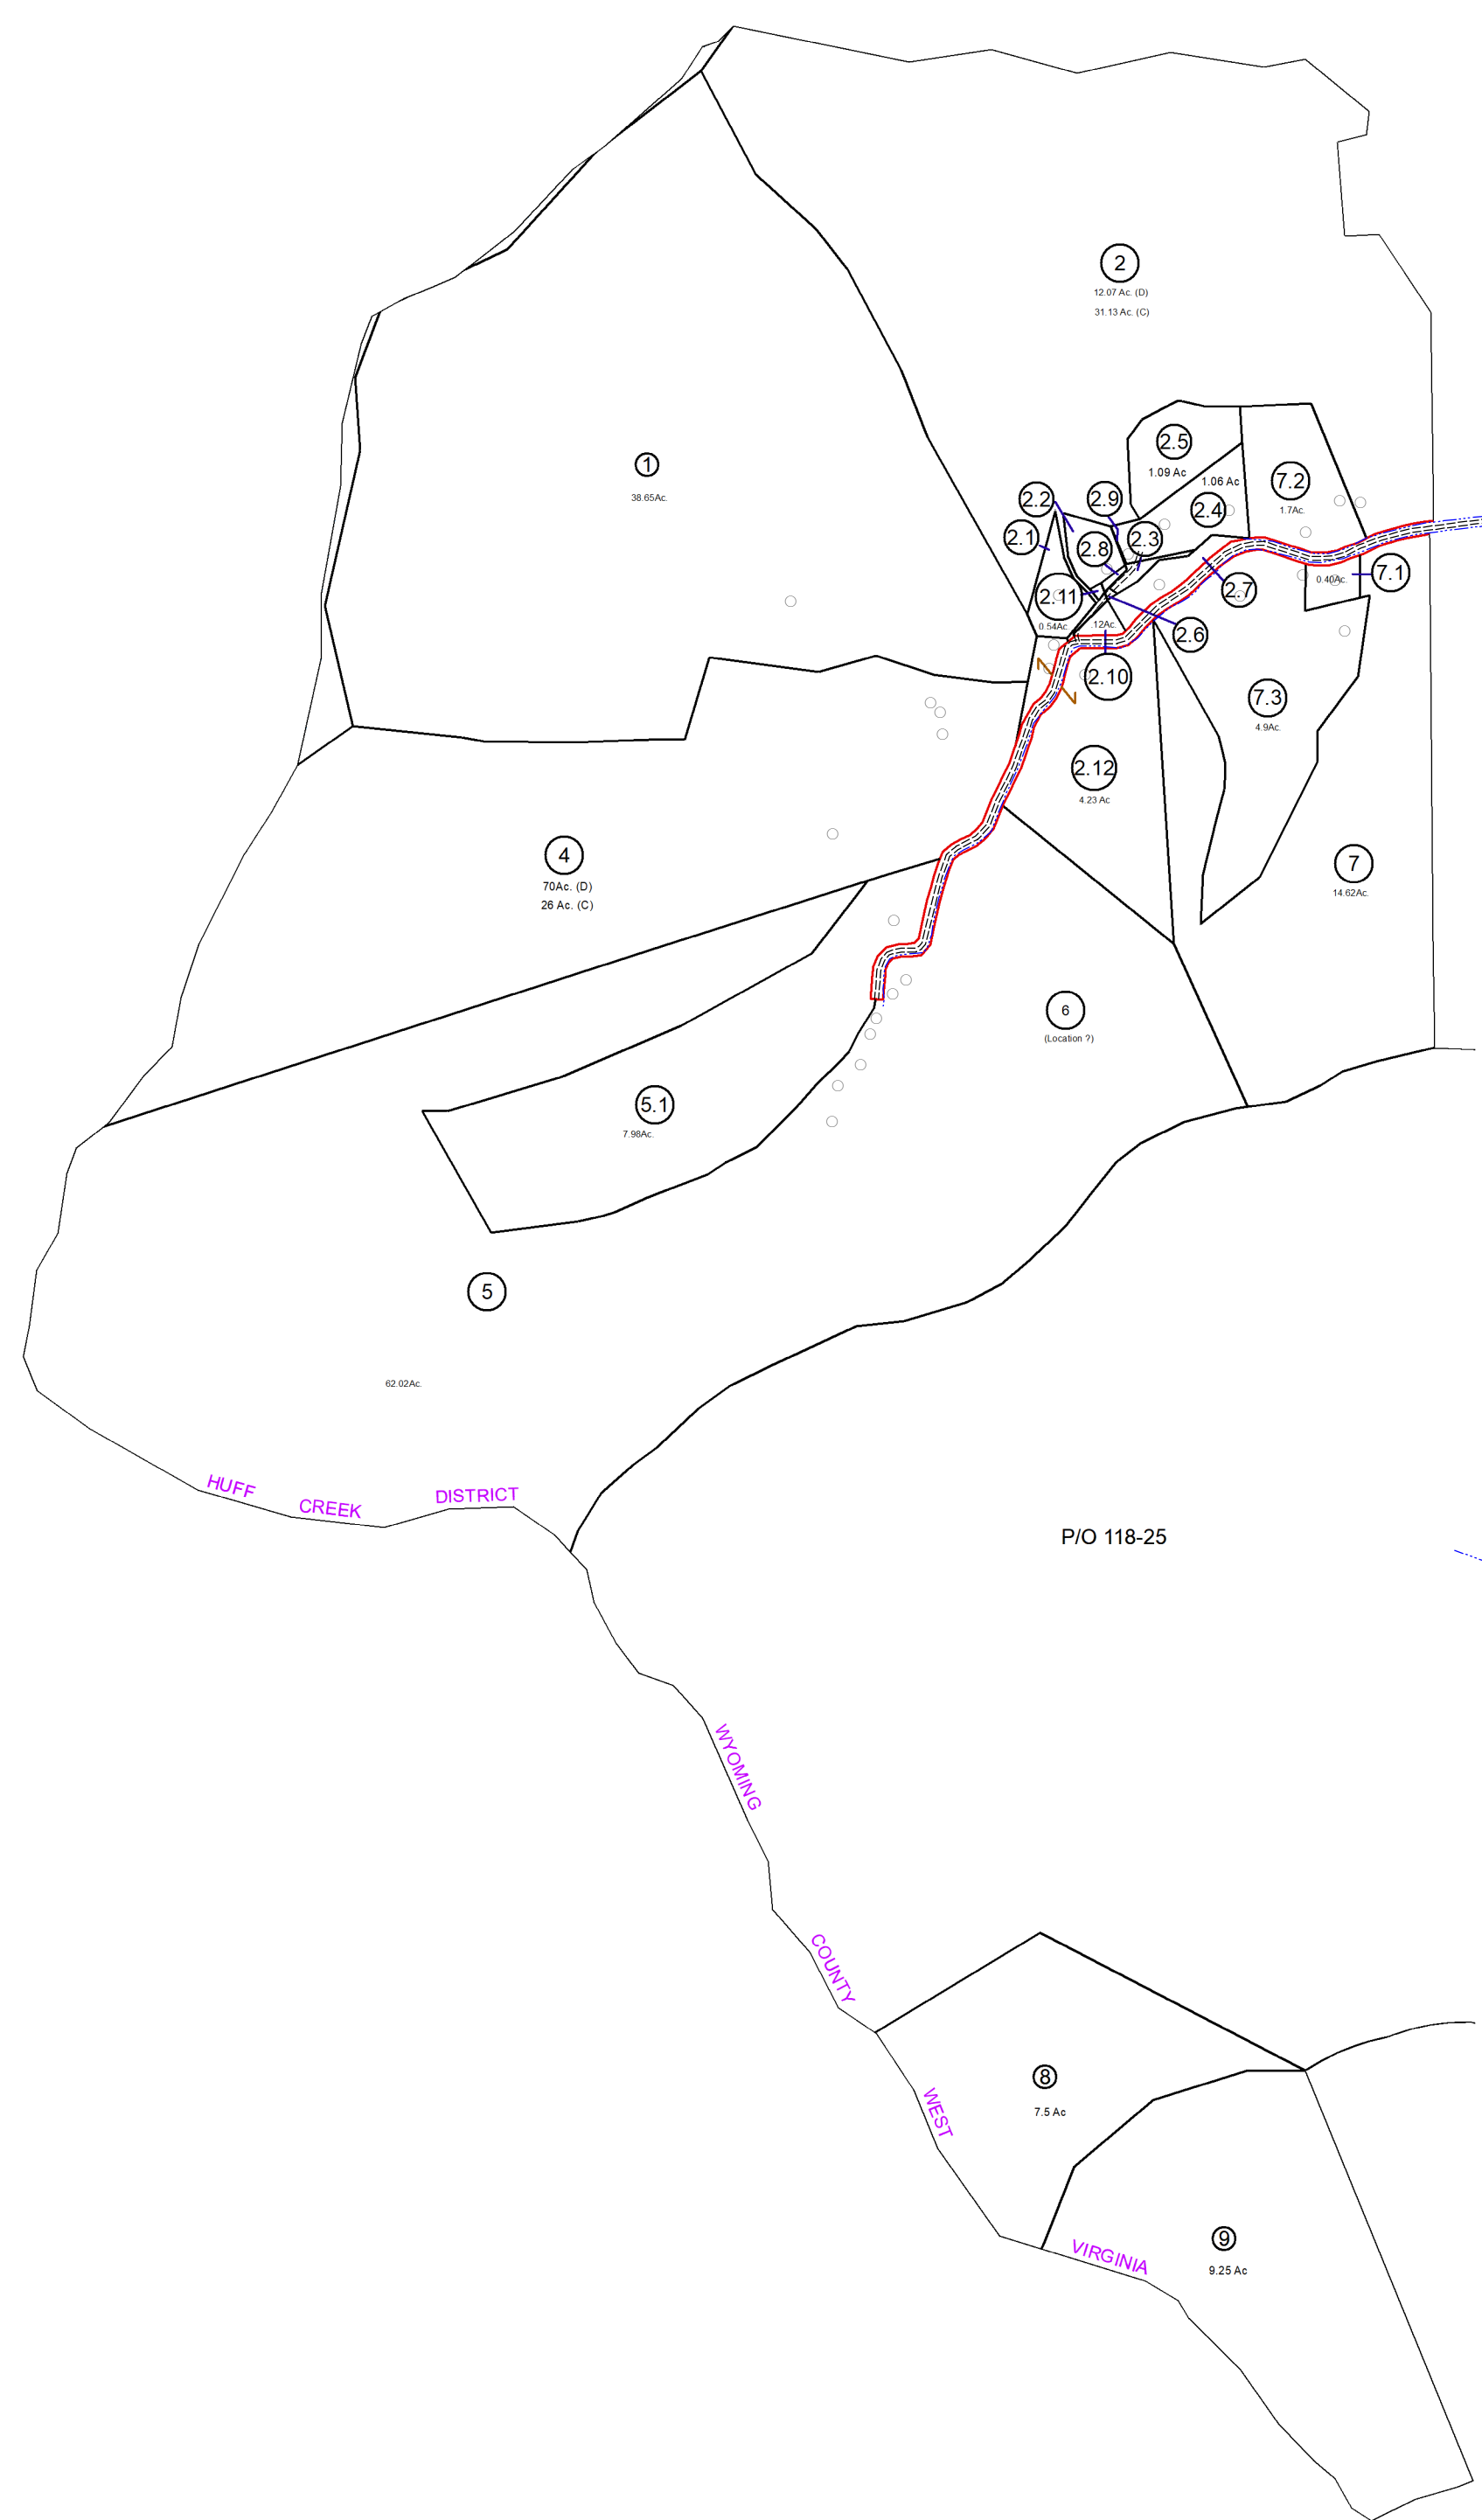 2
12.07 Ac. (D)
31.13 Ac. (C)
1
38.65Ac.
2.5
1.09 Ac
1.06 Ac
7.2
1.7Ac.
2.2
2.9
2.4
2.1
2.8
2.3
7.1
0.40Ac.
2.11
2.7
0.54Ac.
.12Ac.
2.6
2.10
7.3
4.9Ac.
2.12
4.23 Ac
4
70Ac. (D)
26 Ac. (C)
7
14.62Ac.
6
(Location ?)
5.1
7.98Ac.
5
62.02Ac.
HUFF CREEK DISTRICT
P/O 118-25
WYOMING
COUNTY
8
7.5 Ac
WEST
9
9.25 Ac
VIRGINIA